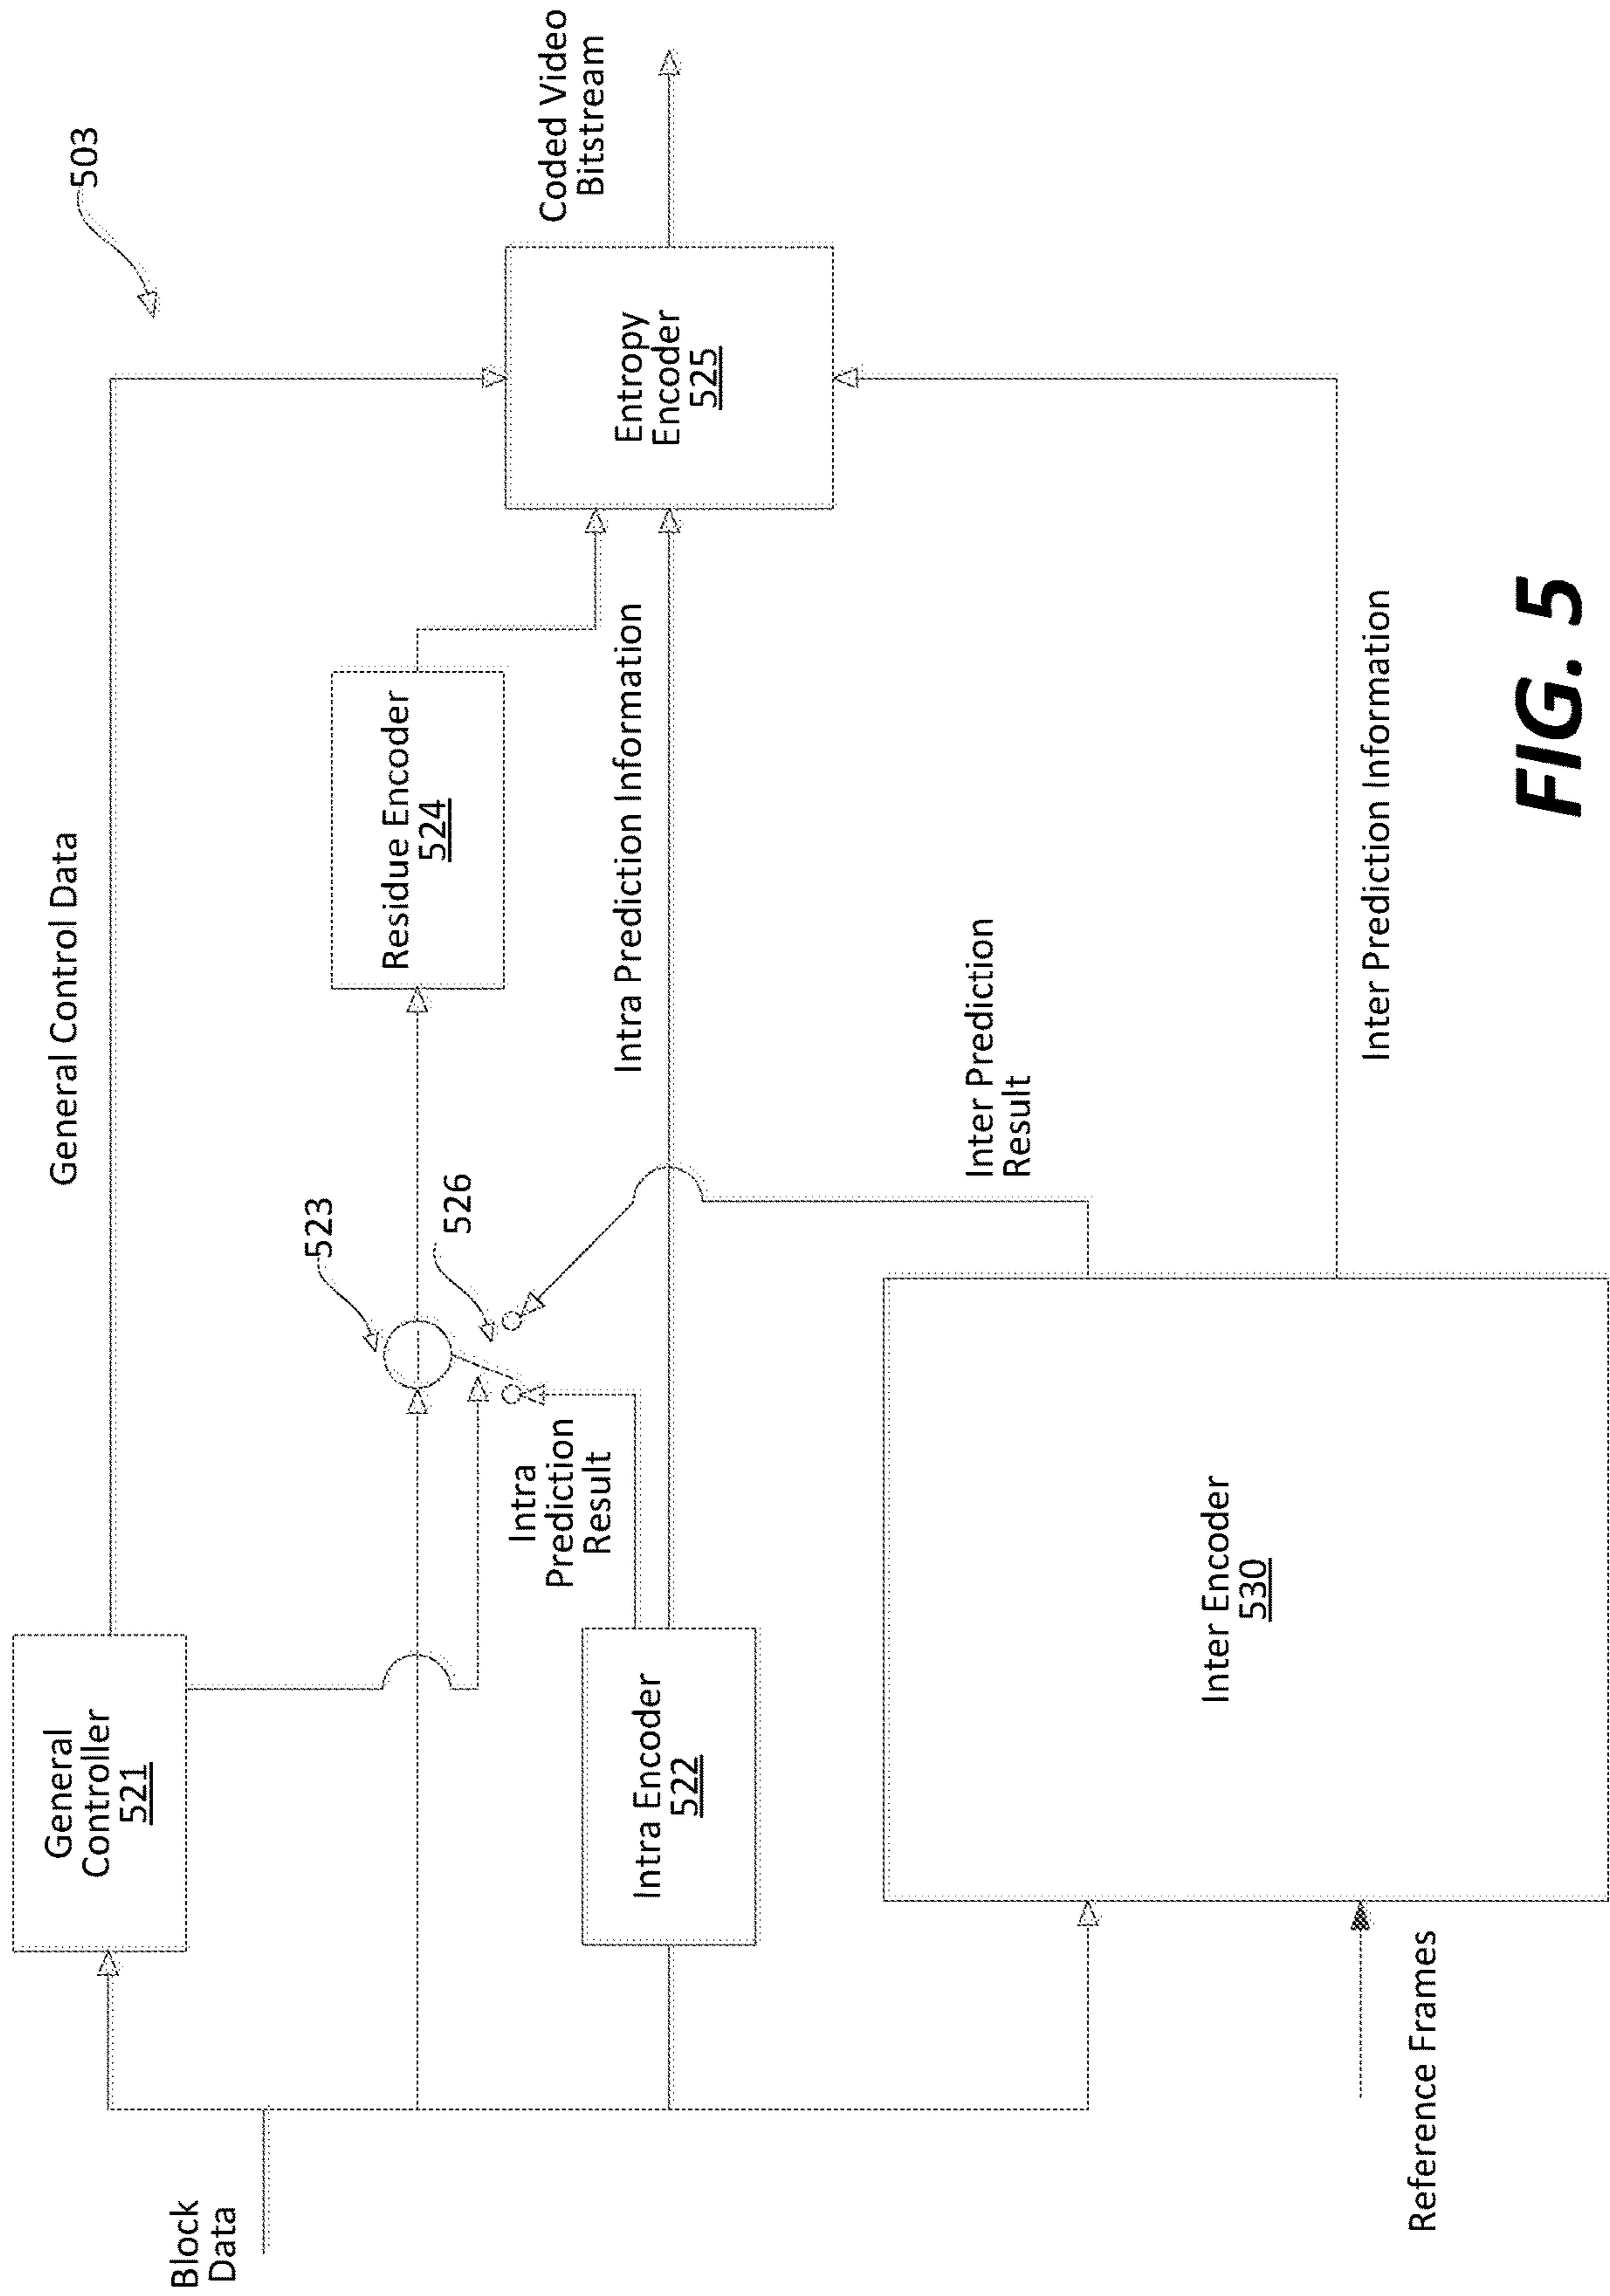 503
General Control Data
Coded Video
Bitstream
General
Controller
521
523
Residue Encoder
524
Entropy
Encoder
525
526
Block
Data
Intra
Prediction
Result
Intra Prediction Information
Intra Encoder
522
Inter Prediction
Result
Inter Encoder
530
Inter Prediction Information
Reference Frames
FIG. 5